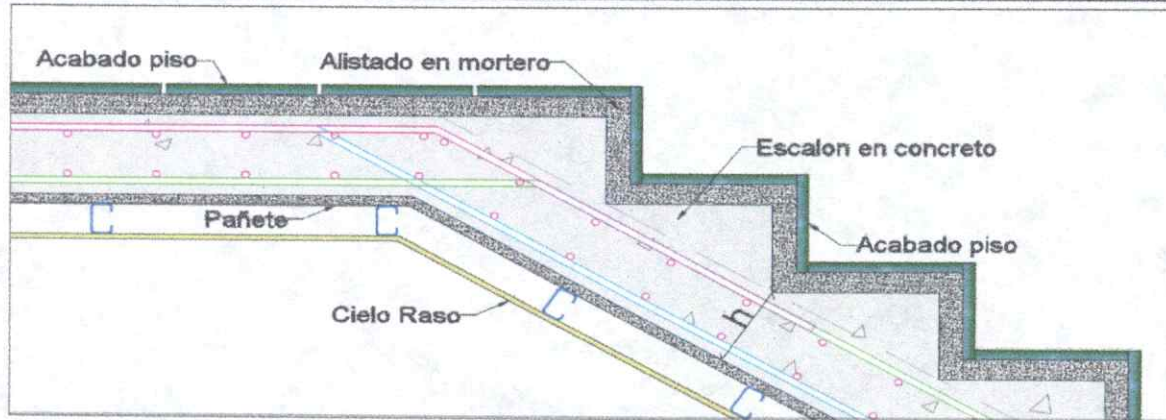 Acabado piso
Alistado en mortero
Escalon en concreto
Pañete
Acabado piso
Cielo Raso
h